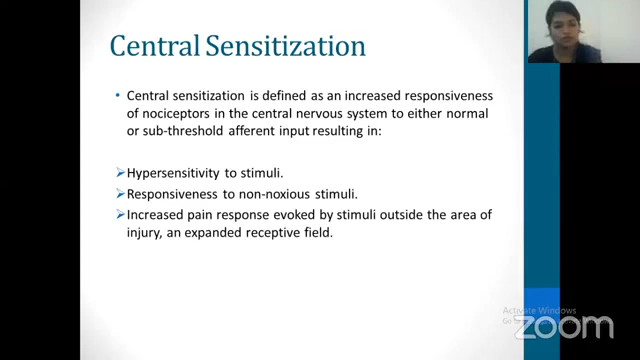 Central Sensitization
• Central sensitization is defined as an increased responsiveness
of nociceptors in the central nervous system to either normal
or sub-threshold afferent input resulting in:
➢Hypersensitivity to stimuli.
➢Responsiveness to non-noxious stimuli.
➢Increased pain response evoked by stimuli outside the area of
injury, an expanded receptive field.
Activate Windows
zoom